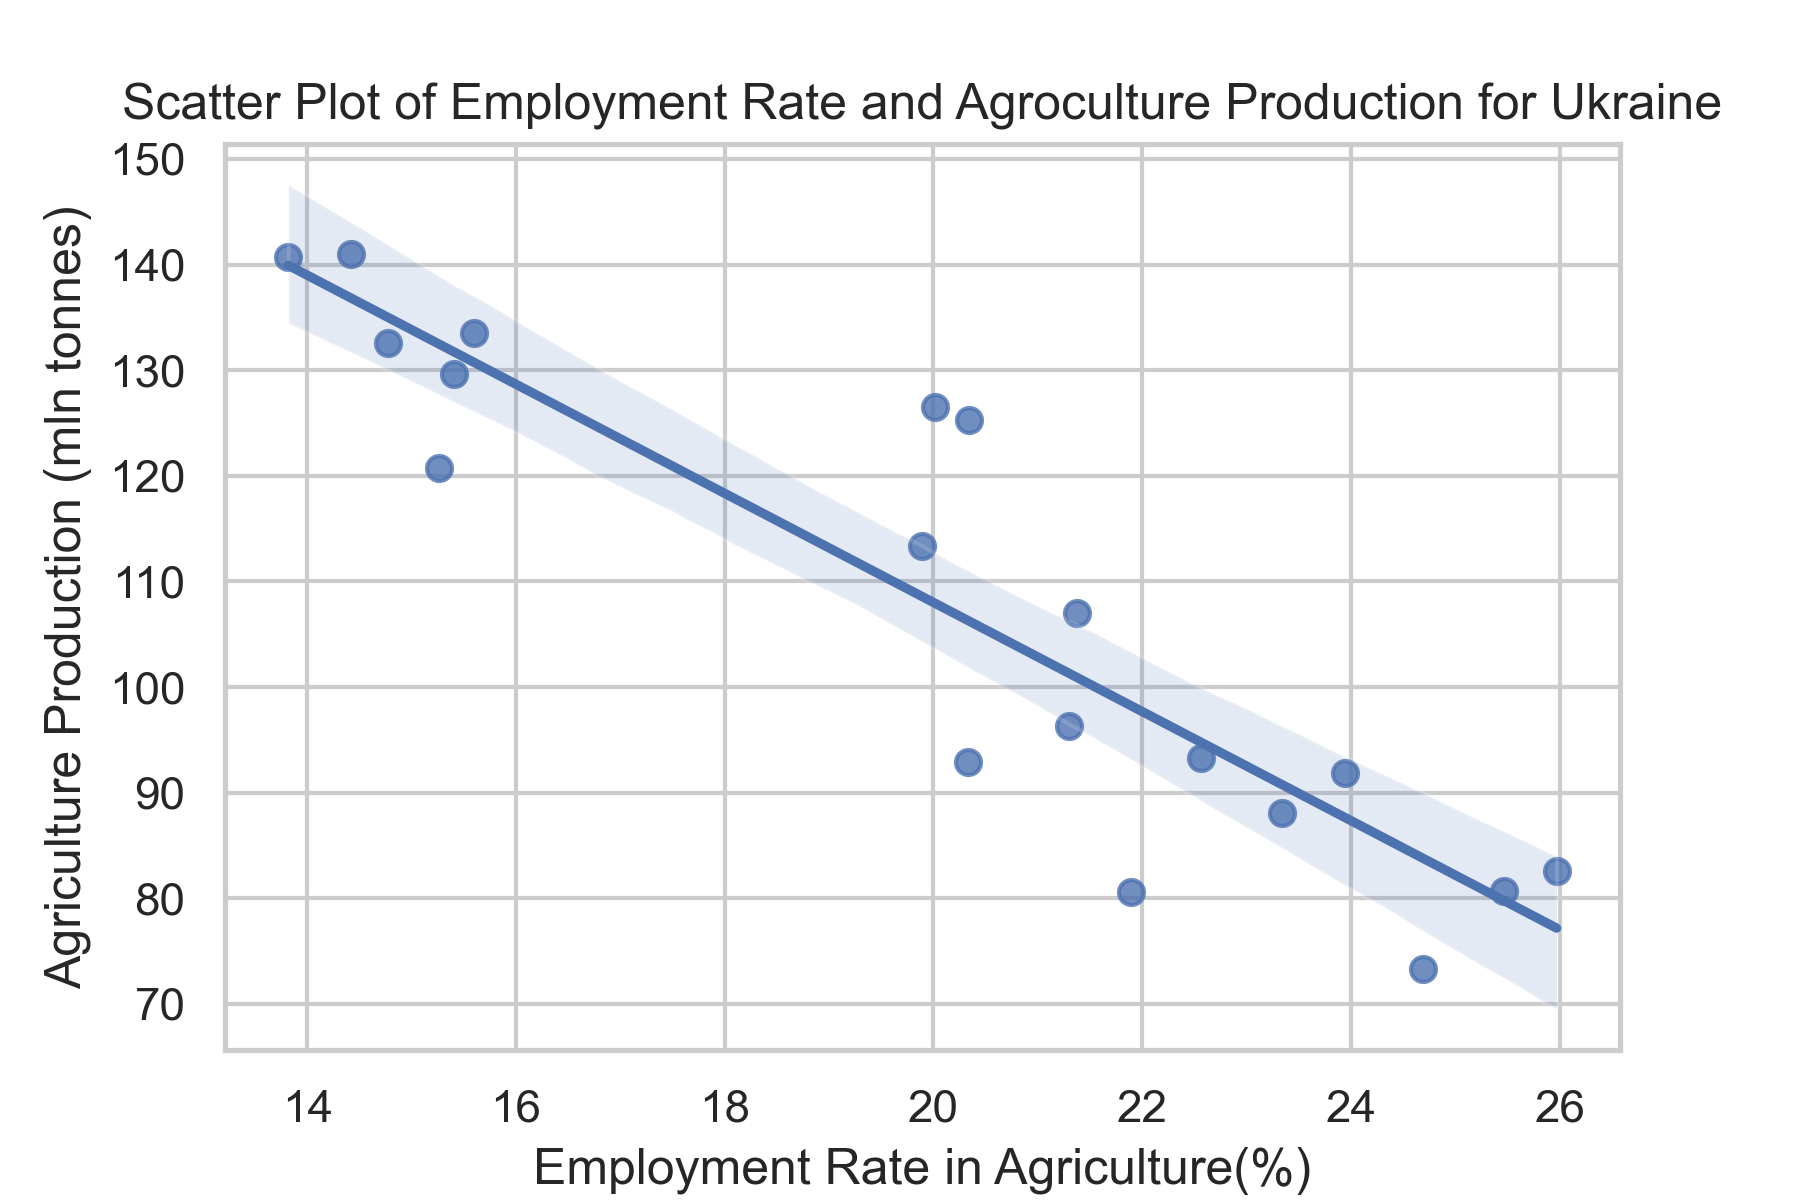 Scatter Plot of Employment Rate and Agroculture Production for Ukraine
Agriculture Production (mln tonnes)
150
140
130
120
110
100
90
80
70
14 16 18 20 22 24 26
Employment Rate in Agriculture(%)